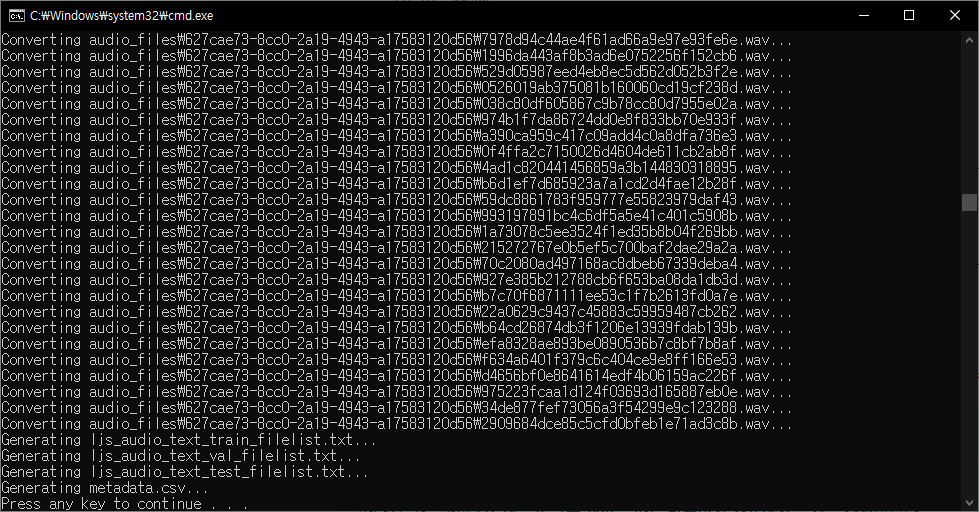 C:₩Windows₩system32₩cmd.exe
Converting audio_files₩627cae73-8cc0-2a19-4943-a17583120d56₩7978d94c44ae4f61ad66a9e97e93fe6e.wav...
Converting audio_files₩627cae73-8cc0-2a19-4943-a17583120d56₩1996da443af8b3ad6e0752256f152cb6.wav...
Converting audio_files₩627cae73-8cc0-2a19-4943-a17583120d56₩529d05987eed4eb8ec5d562d052b3f2e.wav...
Converting audio_files₩627cae73-8cc0-2a19-4943-a17583120d56₩0526019ab375081b160060cd19cf238d.wav...
Converting audio_files₩627cae73-8cc0-2a19-4943-a17583120d56₩038c80df605867c9b78cc80d7955e02a.wav...
Converting audio_files₩627cae73-8cc0-2a19-4943-a17583120d56₩974b1f7da86724dd0e8f833bb70e933f.wav...
Converting audio_files₩627cae73-8cc0-2a19-4943-a17583120d56₩a390ca959c417c09add4c0a8dfa736e3.wav...
Converting audio_files₩627cae73-8cc0-2a19-4943-a17583120d56₩0f4ffa2c7150026d4604de611cb2ab8f.wav...
Converting audio_files₩627cae73-8cc0-2a19-4943-a17583120d56₩4ad1c820441456859a3b144830318895.wav...
Converting audio_files₩627cae73-8cc0-2a19-4943-a17583120d56₩b6d1ef7d685923a7a1cd2d4fae12b28f.wav...
Converting audio_files₩627cae73-8cc0-2a19-4943-a17583120d56₩59dc8861783f959777e55823979daf43.wav...
Converting audio_files₩627cae73-8cc0-2a19-4943-a17583120d56₩993197891bc4c6df5a5e41c401c5908b.wav...
Converting audio_files₩627cae73-8cc0-2a19-4943-a17583120d56₩1a73078c5ee3524f1ed35b8b04f269bb.wav...
Converting audio_files₩627cae73-8cc0-2a19-4943-a17583120d56₩215272767e0b5ef5c700baf2dae29a2a.wav...
Converting audio_files₩627cae73-8cc0-2a19-4943-a17583120d56₩70c2080ad497168ac8dbeb67339deba4.wav...
Converting audio_files₩627cae73-8cc0-2a19-4943-a17583120d56₩927e385b212788cb6f653ba08da1db3d.wav...
Converting audio_files₩627cae73-8cc0-2a19-4943-a17583120d56₩b7c70f6871111ee53c1f7b2613fd0a7e.wav...
Converting audio_files₩627cae73-8cc0-2a19-4943-a17583120d56₩22a0629c9437c45883c59959487cb262.wav...
Converting audio_files₩627cae73-8cc0-2a19-4943-a17583120d56₩b64cd26874db3f1206e13939fdab139b.wav...
Converting audio_files₩627cae73-8cc0-2a19-4943-a17583120d56₩efa8328ae893be0890536b7c8bf7b8af.wav...
Converting audio_files₩627cae73-8cc0-2a19-4943-a17583120d56₩f634a6401f379c6c404ce9e8ff166e53.wav...
Converting audio_files₩627cae73-8cc0-2a19-4943-a17583120d56₩d4656bf0e8641614edf4b06159ac226f.wav...
Converting audio_files₩627cae73-8cc0-2a19-4943-a17583120d56₩975223fcaa1d124f03693d165887eb0e.wav...
Converting audio_files₩627cae73-8cc0-2a19-4943-a17583120d56₩34de877fef73056a3f54299e9c123288.wav...
Converting audio_files₩627cae73-8cc0-2a19-4943-a17583120d56₩2909684dce85c5cfd0bfeb1e71ad3c8b.wav...
Generating ljs_audio_text_train_filelist.txt...
Generating ljs_audio_text_val_filelist.txt...
Generating ljs_audio_text_test_filelist.txt...
Generating metadata.csv...
Press any key to continue . . .